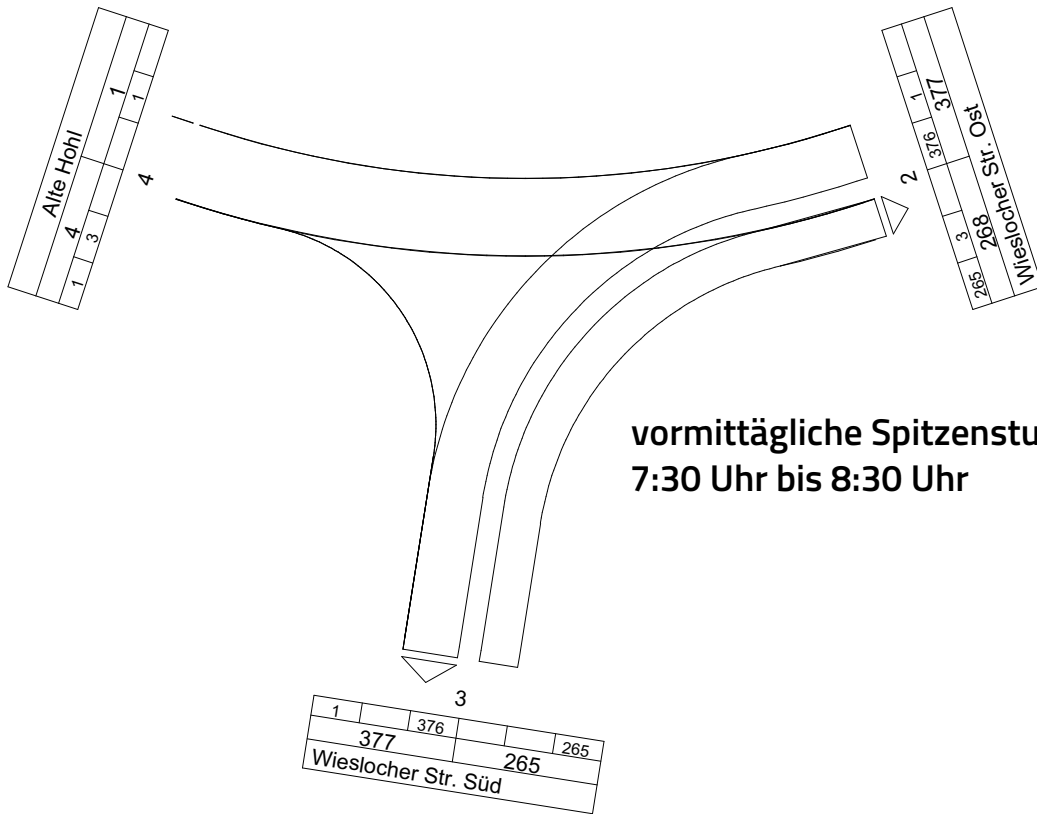 Alte Hohl
1
1
4
3
1
4
1
377
376
2
3
268
265
Wieslocher Str. Ost
vormittägliche Spitzenstu
7:30 Uhr bis 8:30 Uhr
3
1 376 265
377 265
Wieslocher Str. Süd